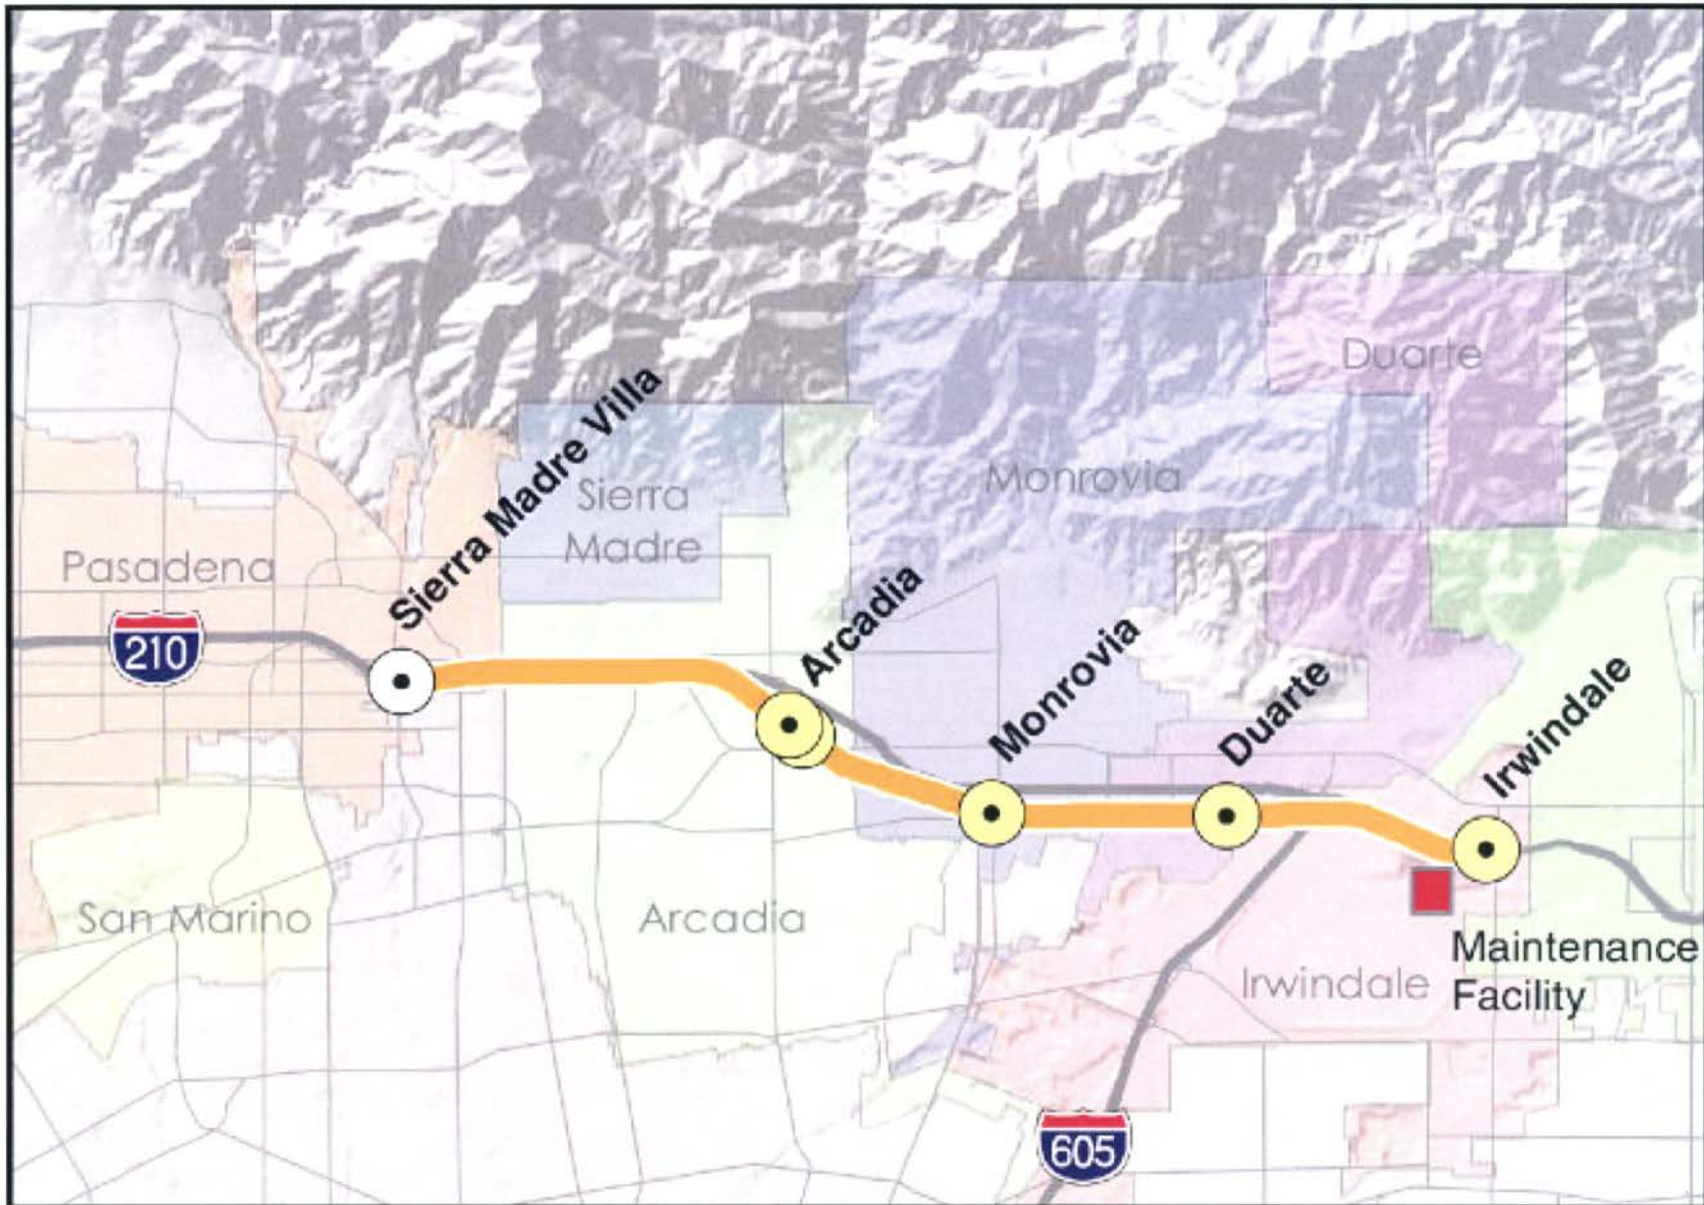 Duarte
Sierra Madre Villa
Monrovia
Sierra
Madre
Pasadena
Arcadia
210
Monrovia
Duarte
Irwindale
San Marino
Arcadia
Maintenance
Facility
Irwindale
605